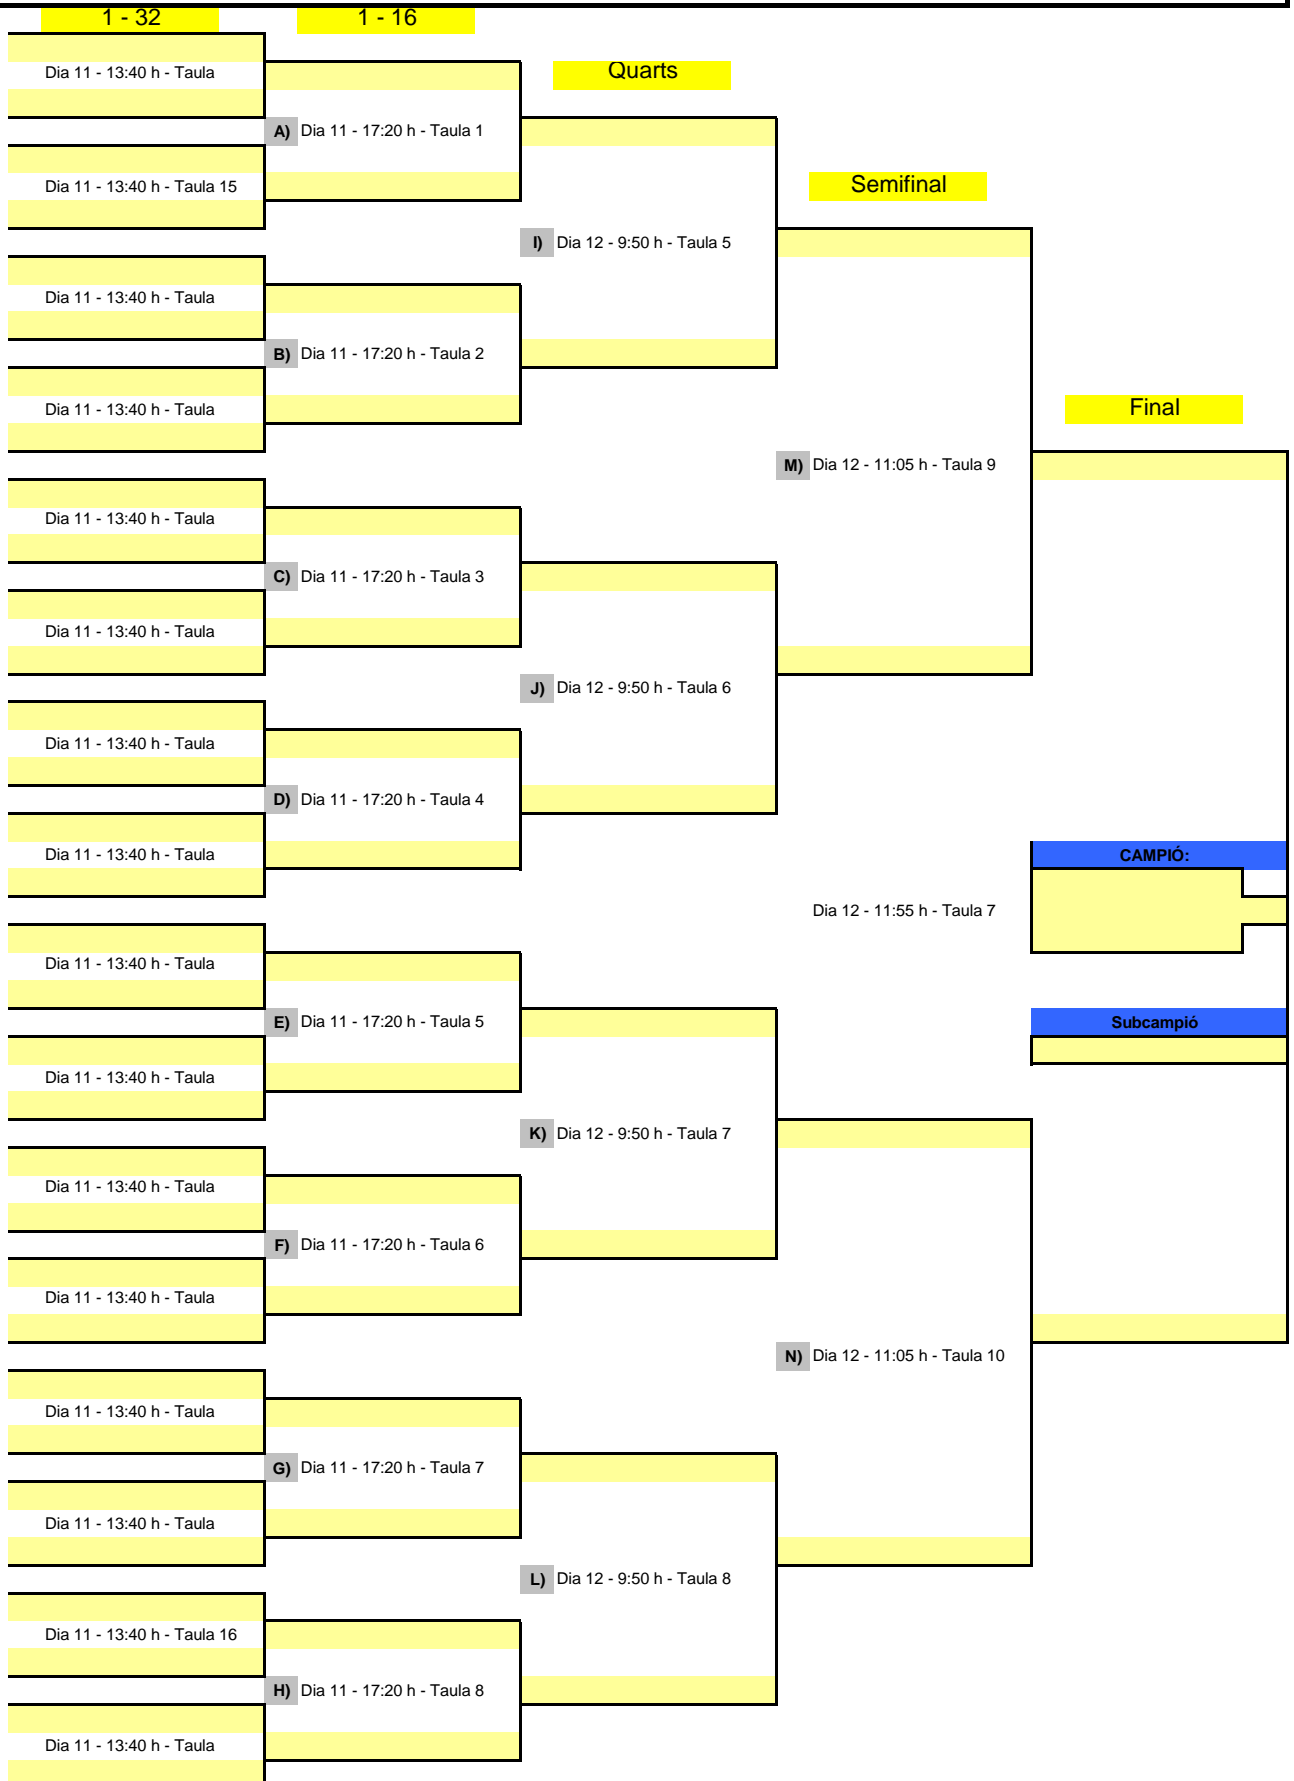 1 - 32
1 - 16
Quarts
Semifinal
Final
Dia 11 - 13:40 h - Taula
A) Dia 11 - 17:20 h - Taula 1
Dia 11 - 13:40 h - Taula 15
I) Dia 12 - 9:50 h - Taula 5
Dia 11 - 13:40 h - Taula
B) Dia 11 - 17:20 h - Taula 2
Dia 11 - 13:40 h - Taula
M) Dia 12 - 11:05 h - Taula 9
Dia 11 - 13:40 h - Taula
C) Dia 11 - 17:20 h - Taula 3
Dia 11 - 13:40 h - Taula
J) Dia 12 - 9:50 h - Taula 6
Dia 11 - 13:40 h - Taula
D) Dia 11 - 17:20 h - Taula 4
Dia 11 - 13:40 h - Taula
CAMPIÓ:
Dia 12 - 11:55 h - Taula 7
Dia 11 - 13:40 h - Taula
E) Dia 11 - 17:20 h - Taula 5
Subcampió
Dia 11 - 13:40 h - Taula
K) Dia 12 - 9:50 h - Taula 7
Dia 11 - 13:40 h - Taula
F) Dia 11 - 17:20 h - Taula 6
Dia 11 - 13:40 h - Taula
N) Dia 12 - 11:05 h - Taula 10
Dia 11 - 13:40 h - Taula
G) Dia 11 - 17:20 h - Taula 7
Dia 11 - 13:40 h - Taula
L) Dia 12 - 9:50 h - Taula 8
Dia 11 - 13:40 h - Taula 16
H) Dia 11 - 17:20 h - Taula 8
Dia 11 - 13:40 h - Taula